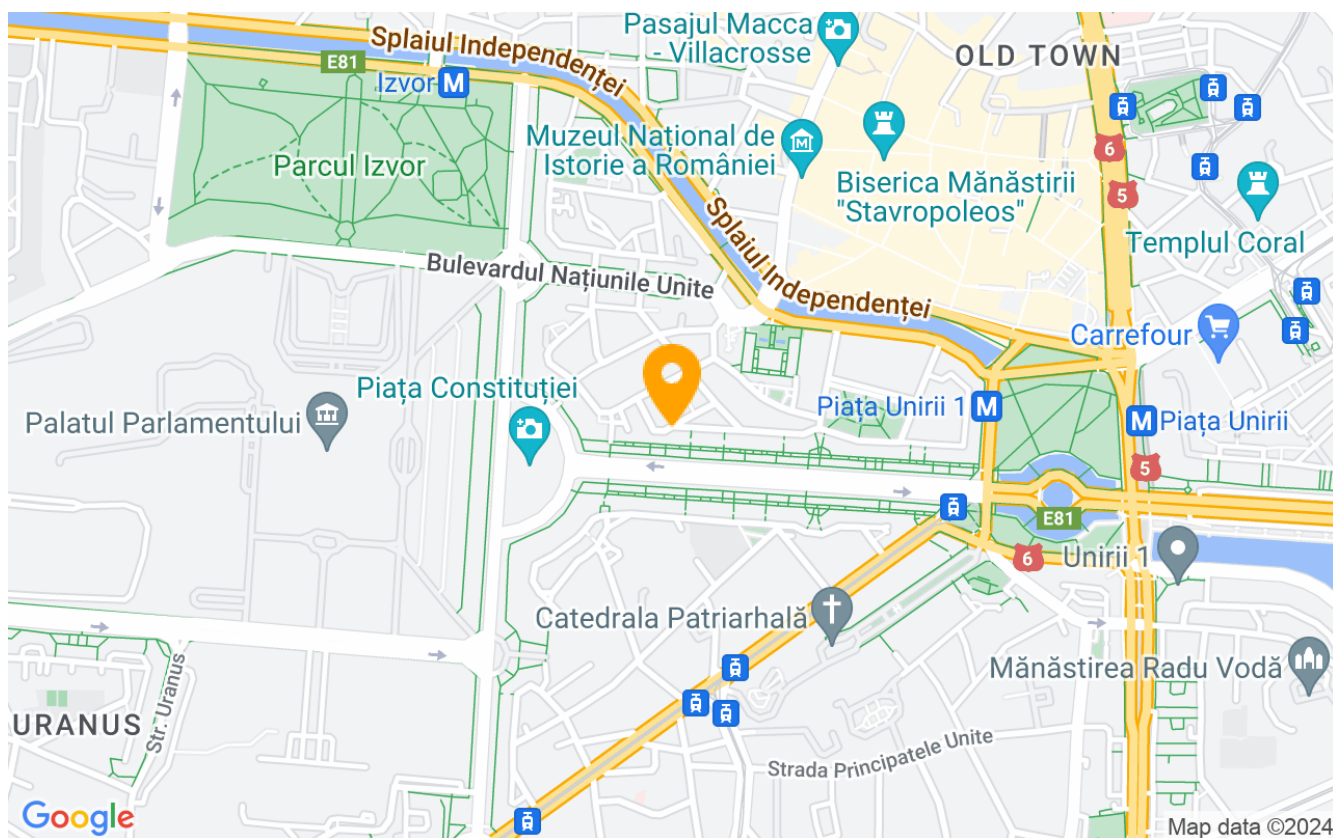 Pasajul Macca
- Villacrosse
OLD TOWN
Splaiul Independenței
E81
Izvor M
6
Muzeul Național de
Istorie a României
M
Parcul Izvor
Biserica Mănăstirii
"Stavropoleos"
5
Splaiul Independenței
Templul Coral
Bulevardul Națiunile Unite
Carrefour
Piața Constituției
Palatul Parlamentului
Piața Unirii 1 M
M Piața Unirii
5
E81
6
Unirii 1
Catedrala Patriarhală
Mănăstirea Radu Vodă
Str. Uranus
URANUS
Strada Principatele Unite
Google
Map data ©2024